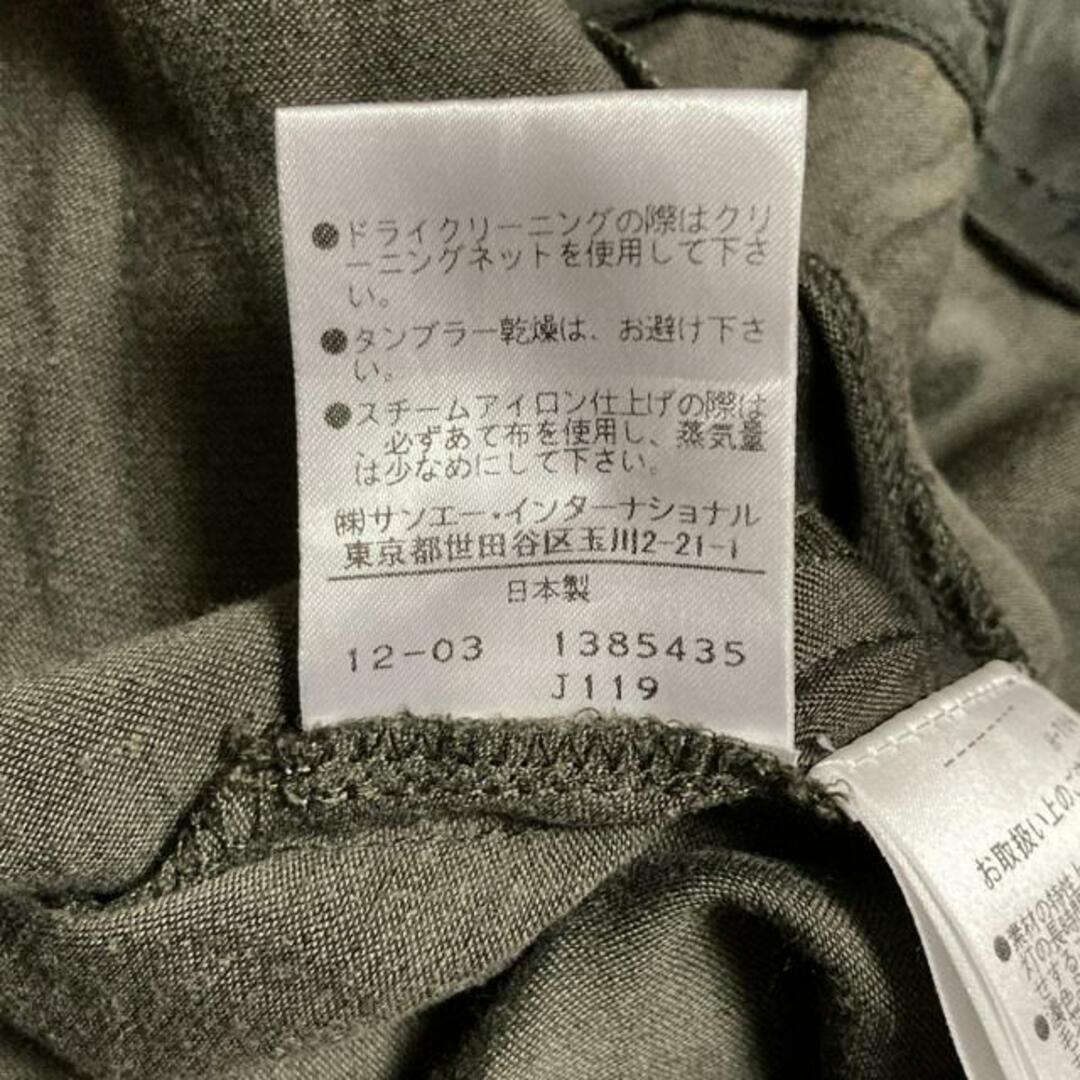 ●ドライクリーニングの際はクリ
ーニングネットを使用して下さ
い。
●タンブラー乾燥は、お避け下さ
い。
●スチームアイロン仕上げの際は
、必ずあて布を使用し、蒸気量
は少なめにして下さい。
㈱サンエー・インターナショナル
東京都世田谷区玉川2-21-1
日本製
12-03 1385435
J119
お取扱い上の
●素材の特性